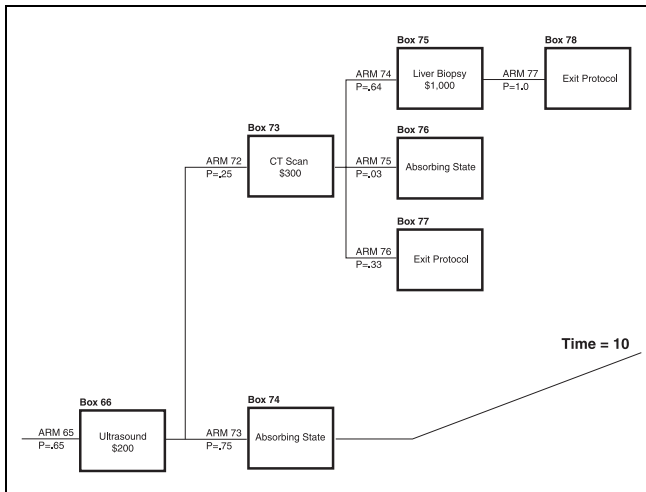 Box 75
Box 78
ARM 74
P=.64
Liver Biopsy
$1,000
ARM 77
P=1.0
Exit Protocol
Box 73
Box 76
ARM 72
P=.25
CT Scan
$300
ARM 75
P=.03
Absorbing State
Box 77
ARM 76
P=.33
Exit Protocol
Time = 10
Box 66
Box 74
ARM 65
P=.65
Ultrasound
$200
ARM 73
P=.75
Absorbing State